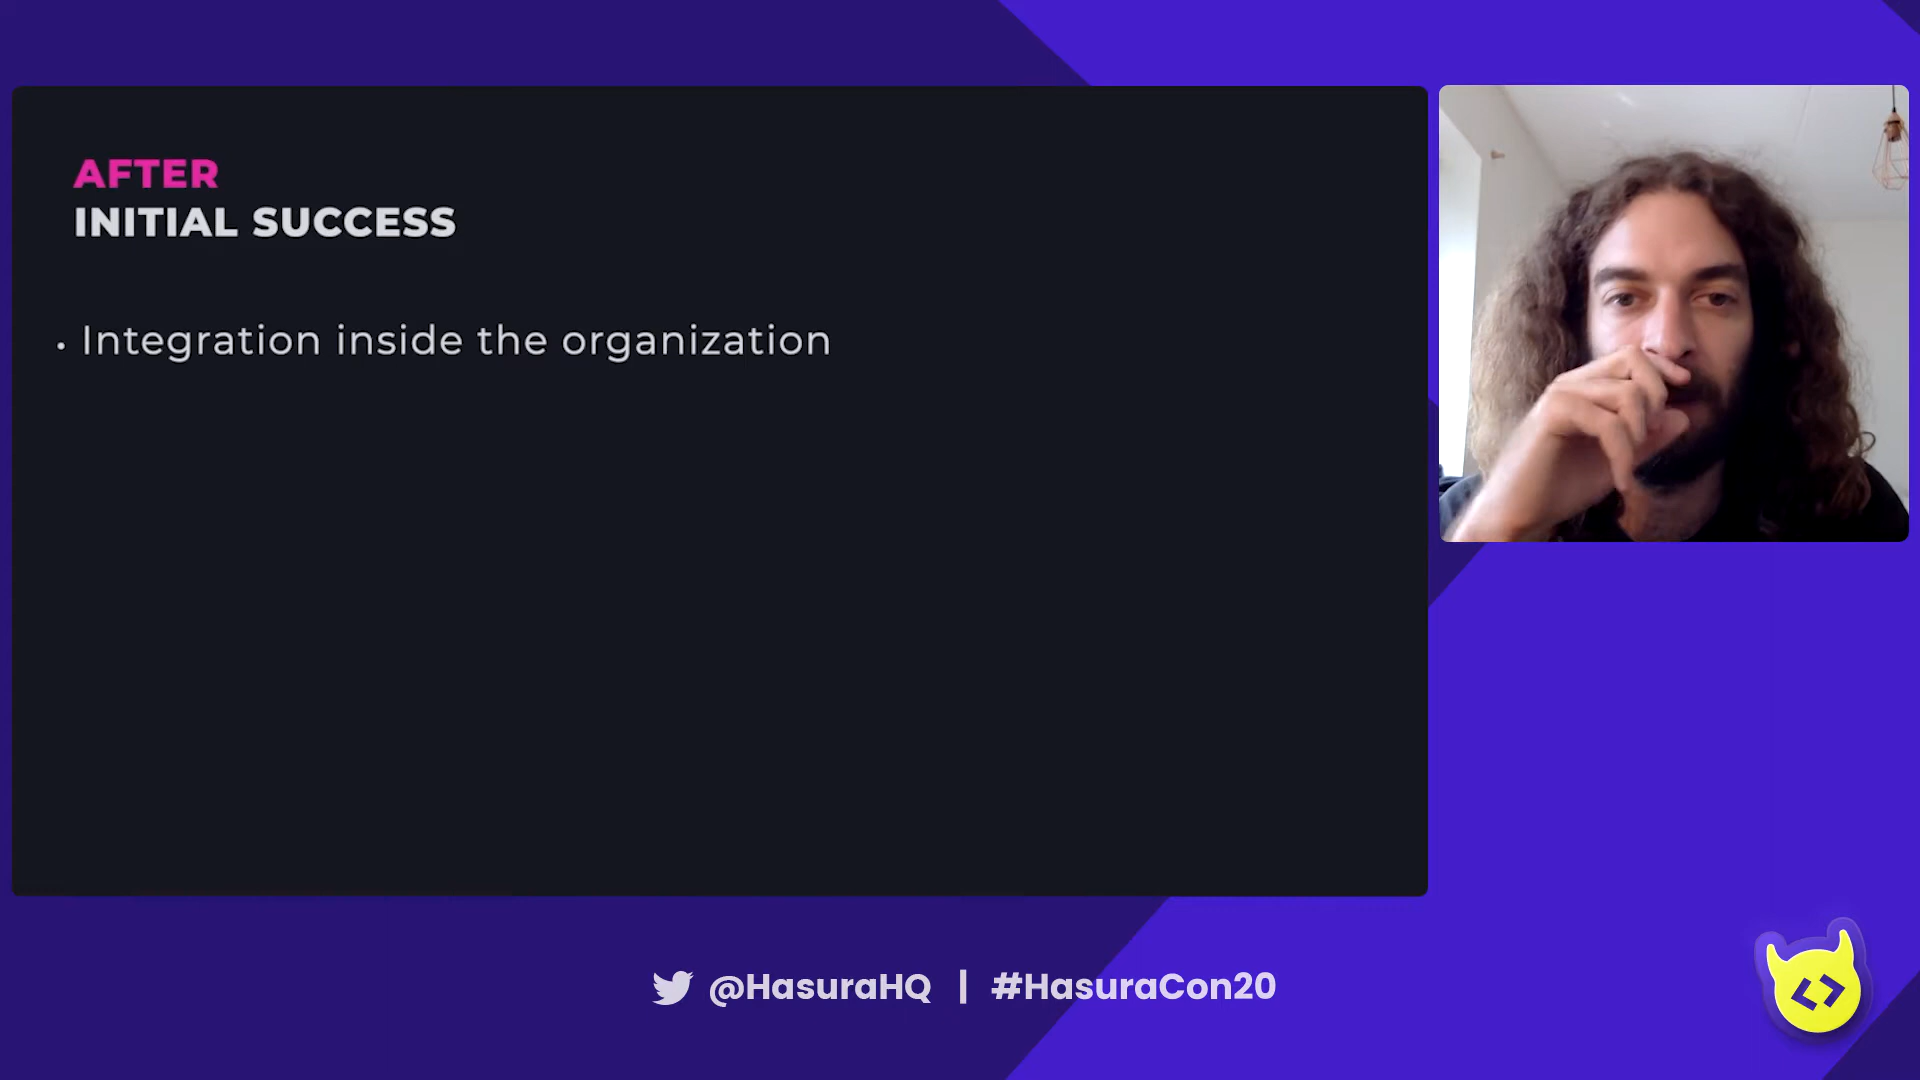 AFTER
INITIAL SUCCESS
• Integration inside the organization
@HasuraHQ | #HasuraCon20